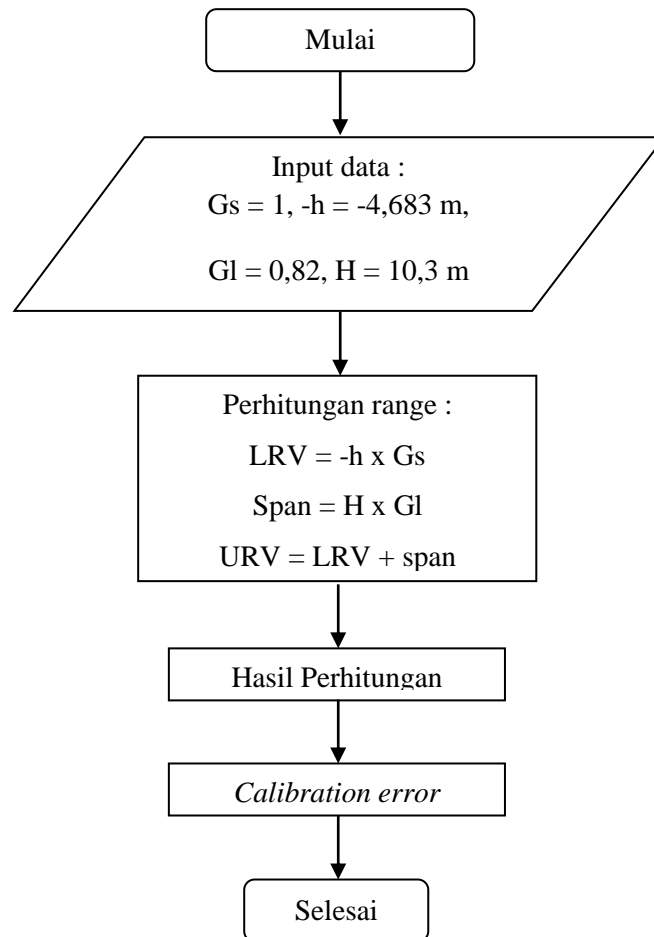 Mulai
Input data :
Gs = 1, -h = -4,683 m,
Gl = 0,82, H = 10,3 m
Perhitungan range :
LRV = -h x Gs
Span = H x Gl
URV = LRV + span
Hasil Perhitungan
Calibration error
Selesai